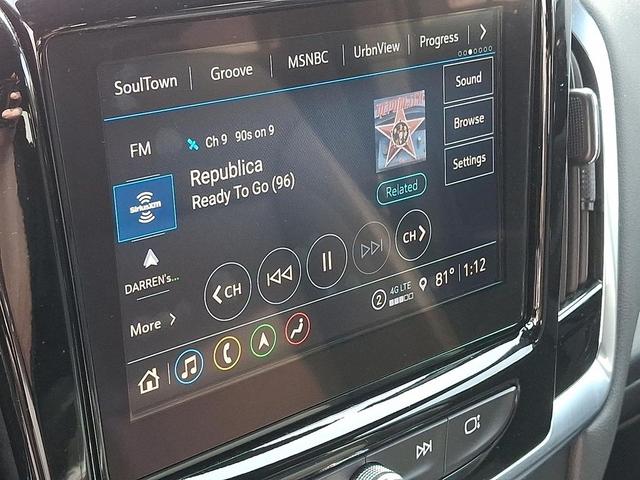 SoulTown Groove MSNBC UrbnView Progress
Sound
FM
Ch 9 90s on 9
Browse
Republica
Ready To Go (96)
Settings
SiriusXM
Related
DARREN's...
CH
CH
More
2 4G LTE 81° 1:12